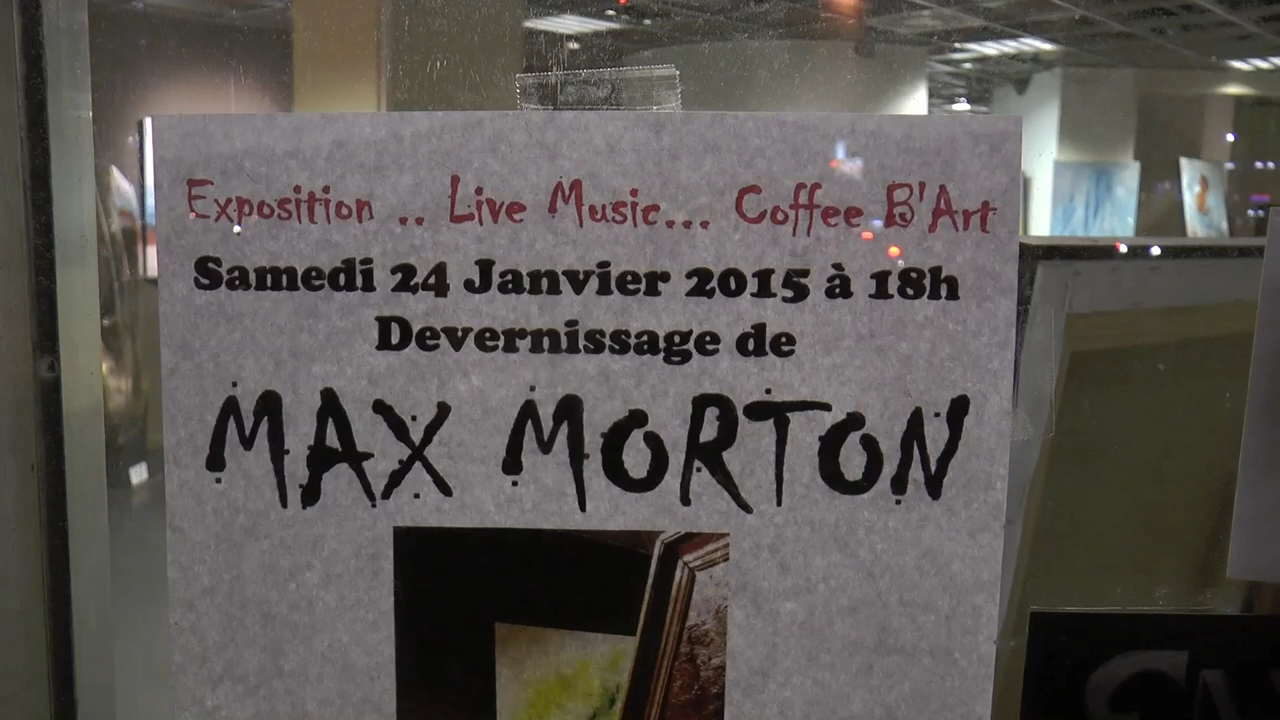 Exposition .. Live Music... Coffee B'Art
Samedi 24 Janvier 2015 à 18h
Devernissage de
MAX MORTON